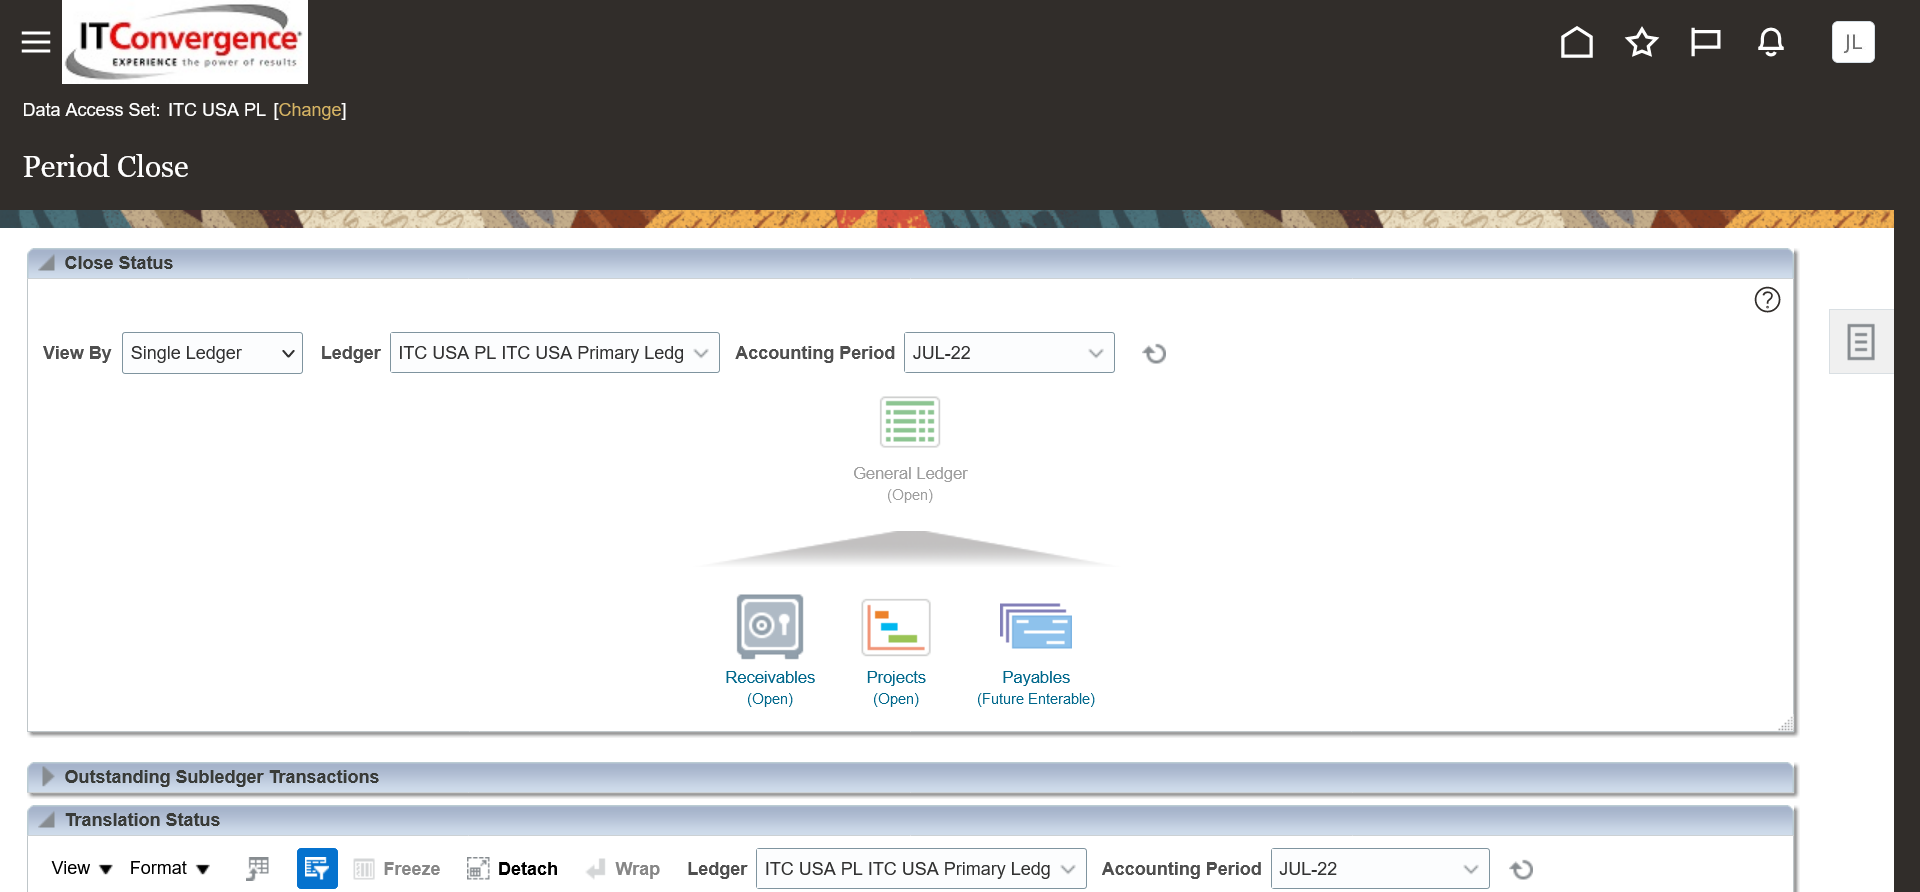 ITConvergence
EXPERIENCE the power of results
JL
Data Access Set: ITC USA PL [Change]
Period Close
Close Status
View By Single Ledger Ledger ITC USA PL ITC USA Primary Ledg Accounting Period JUL-22
General Ledger
(Open)
Receivables
(Open)
Projects
(Open)
Payables
(Future Enterable)
Outstanding Subledger Transactions
Translation Status
View Format Freeze Detach Wrap Ledger ITC USA PL ITC USA Primary Ledg Accounting Period JUL-22